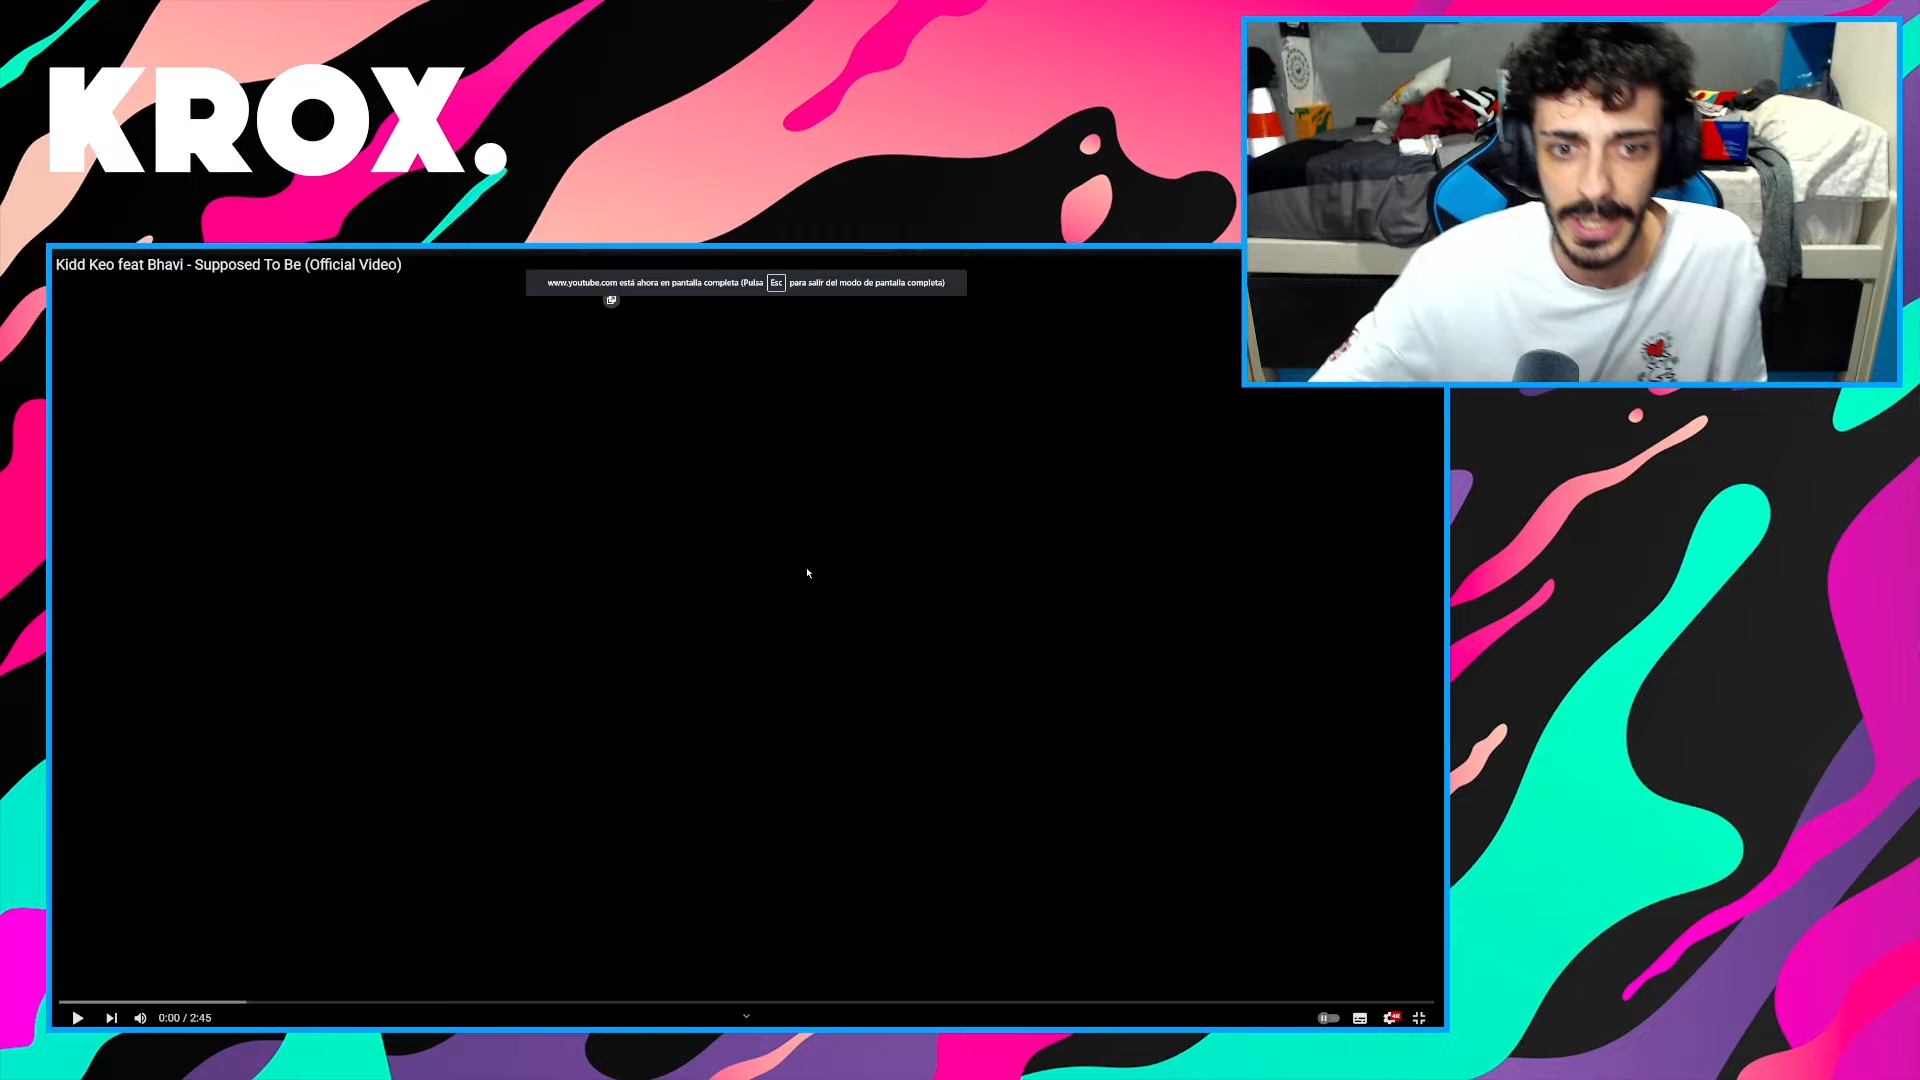 KROX.
Kidd Keo feat Bhavi - Supposed To Be (Official Video)
www.youtube.com está ahora en pantalla completa (Pulsa Esc para salir del modo de pantalla completa)
0:00 / 2:45
4K